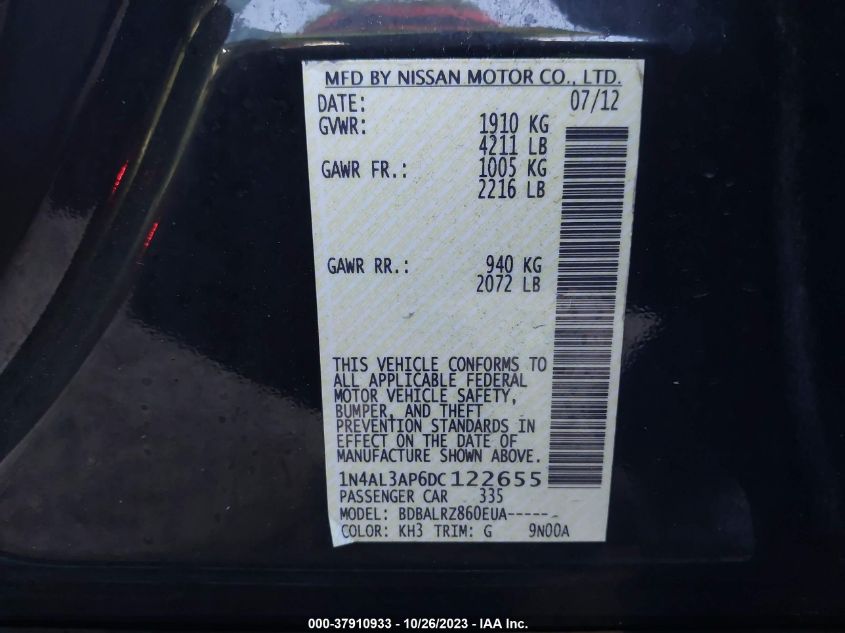 MFD BY NISSAN MOTOR CO., LTD.
DATE: 07/12
GVWR: 1910 KG
4211 LB
GAWR FR.: 1005 KG
2216 LB
GAWR RR.: 940 KG
2072 LB
THIS VEHICLE CONFORMS TO
ALL APPLICABLE FEDERAL
MOTOR VEHICLE SAFETY,
BUMPER, AND THEFT
PREVENTION STANDARDS IN
EFFECT ON THE DATE OF
MANUFACTURE SHOWN ABOVE.
1N4AL3AP6DC122655
PASSENGER CAR 335
MODEL: BDBALRZ860EUA------
COLOR: KH3 TRIM: G 9N00A
000-37910933 - 10/26/2023 - IAA Inc.